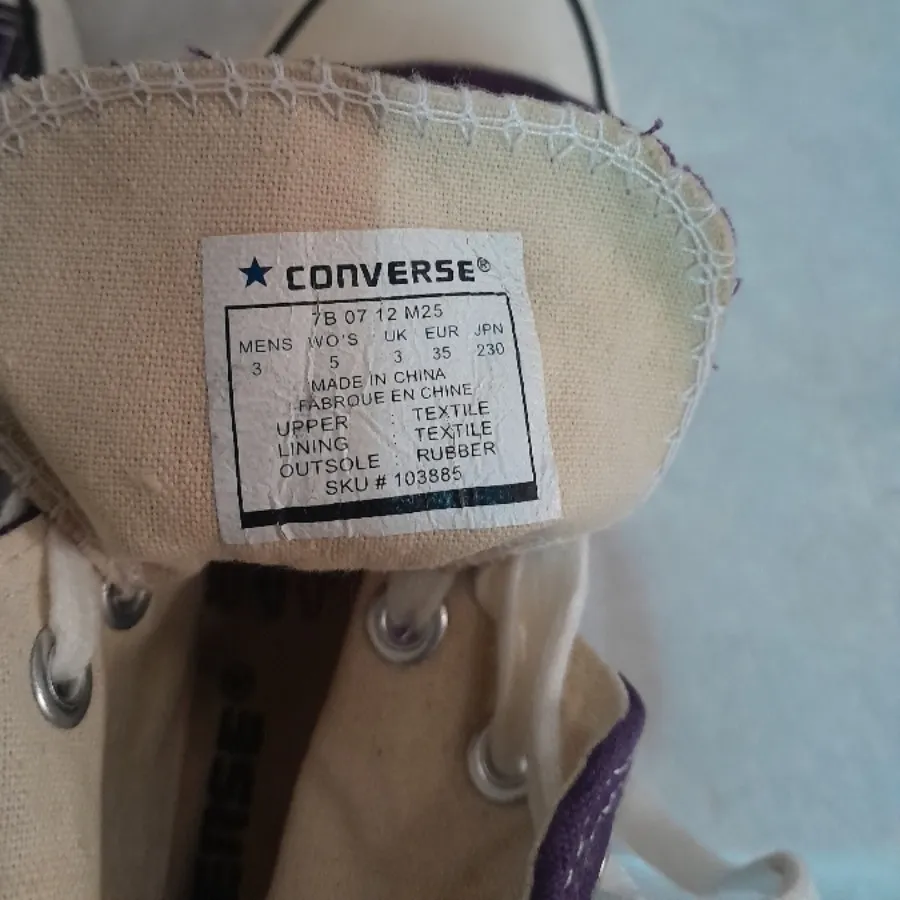 CONVERSE®
7B 07 12 M25
MENS WO'S UK EUR JPN
3 5 3 35 230
MADE IN CHINA
FABRQUE EN CHINE
UPPER : TEXTILE
LINING : TEXTILE
OUTSOLE : RUBBER
SKU # 103885
ERSE